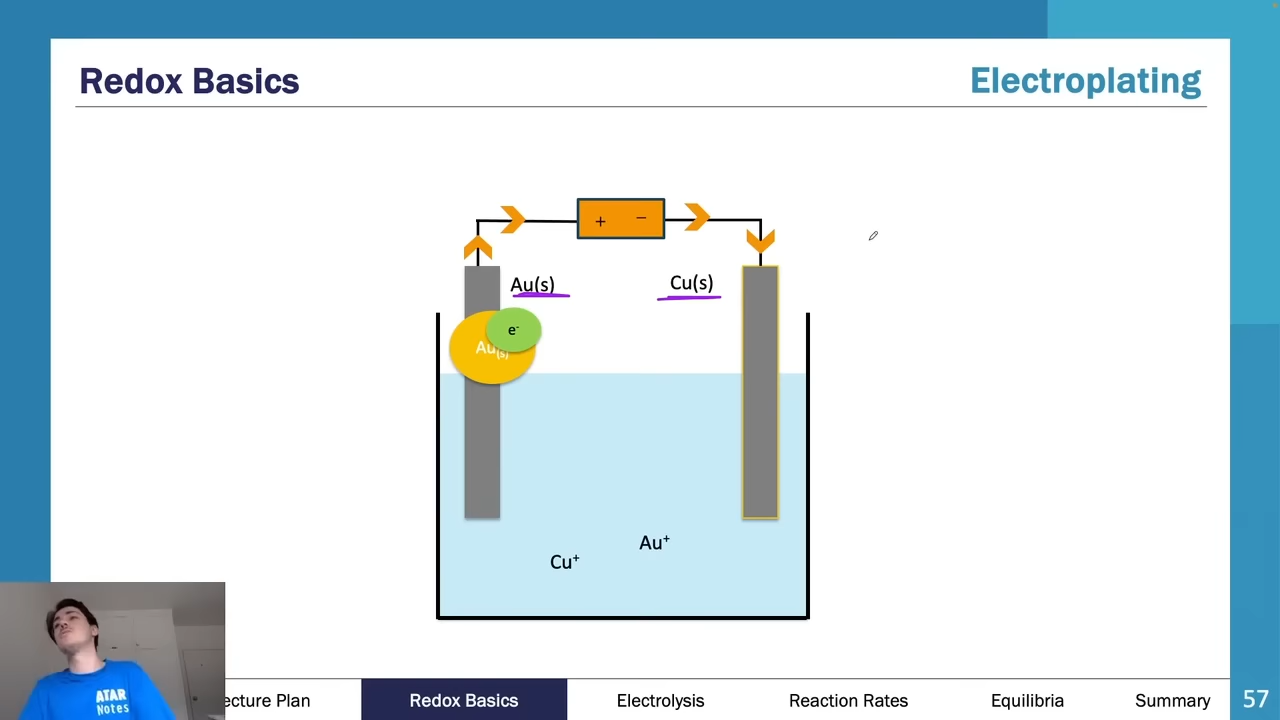 Redox Basics
Electroplating
+ −
Au(s)
Cu(s)
e⁻
Au(s)
Au⁺
Cu⁺
ATAR
Notes
ecture Plan
Redox Basics
Electrolysis
Reaction Rates
Equilibria
Summary
57